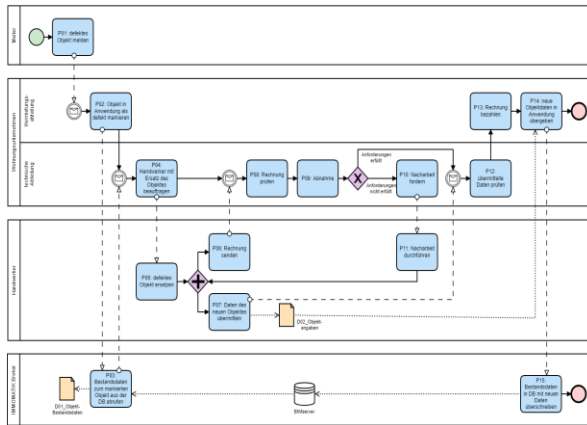 Mieter
P01: defektes
Objekt melden
Wohnungsunternehmen
Vermietungs-
abteilung
P02: Objekt in
Anwendung als
defekt markieren
P13: Rechnung
bezahlen
P14: neue
Objektdaten in
Anwendung
übergeben
Technische
Abteilung
P04:
Handwerker mit
Ersatz des
Objektes
beauftragen
P08: Rechnung
prüfen
P09: Abnahme
Anforderungen
erfüllt
Anforderungen
nicht erfüllt
P10: Nacharbeit
fordern
P12:
übermittelte
Daten prüfen
Handwerker
P05: defektes
Objekt ersetzen
P06: Rechnung
senden
P07: Daten des
neuen Objektes
übermitteln
D02_Objekt-
angaben
P11: Nacharbeit
durchführen
D01_Objekt-
Bestandsdaten
P03:
Bestandsdaten
zum markierten
Objekt aus der
DB abrufen
BIMserver
P15:
Bestandsdaten
in DB mit neuen
Daten
überschreiben